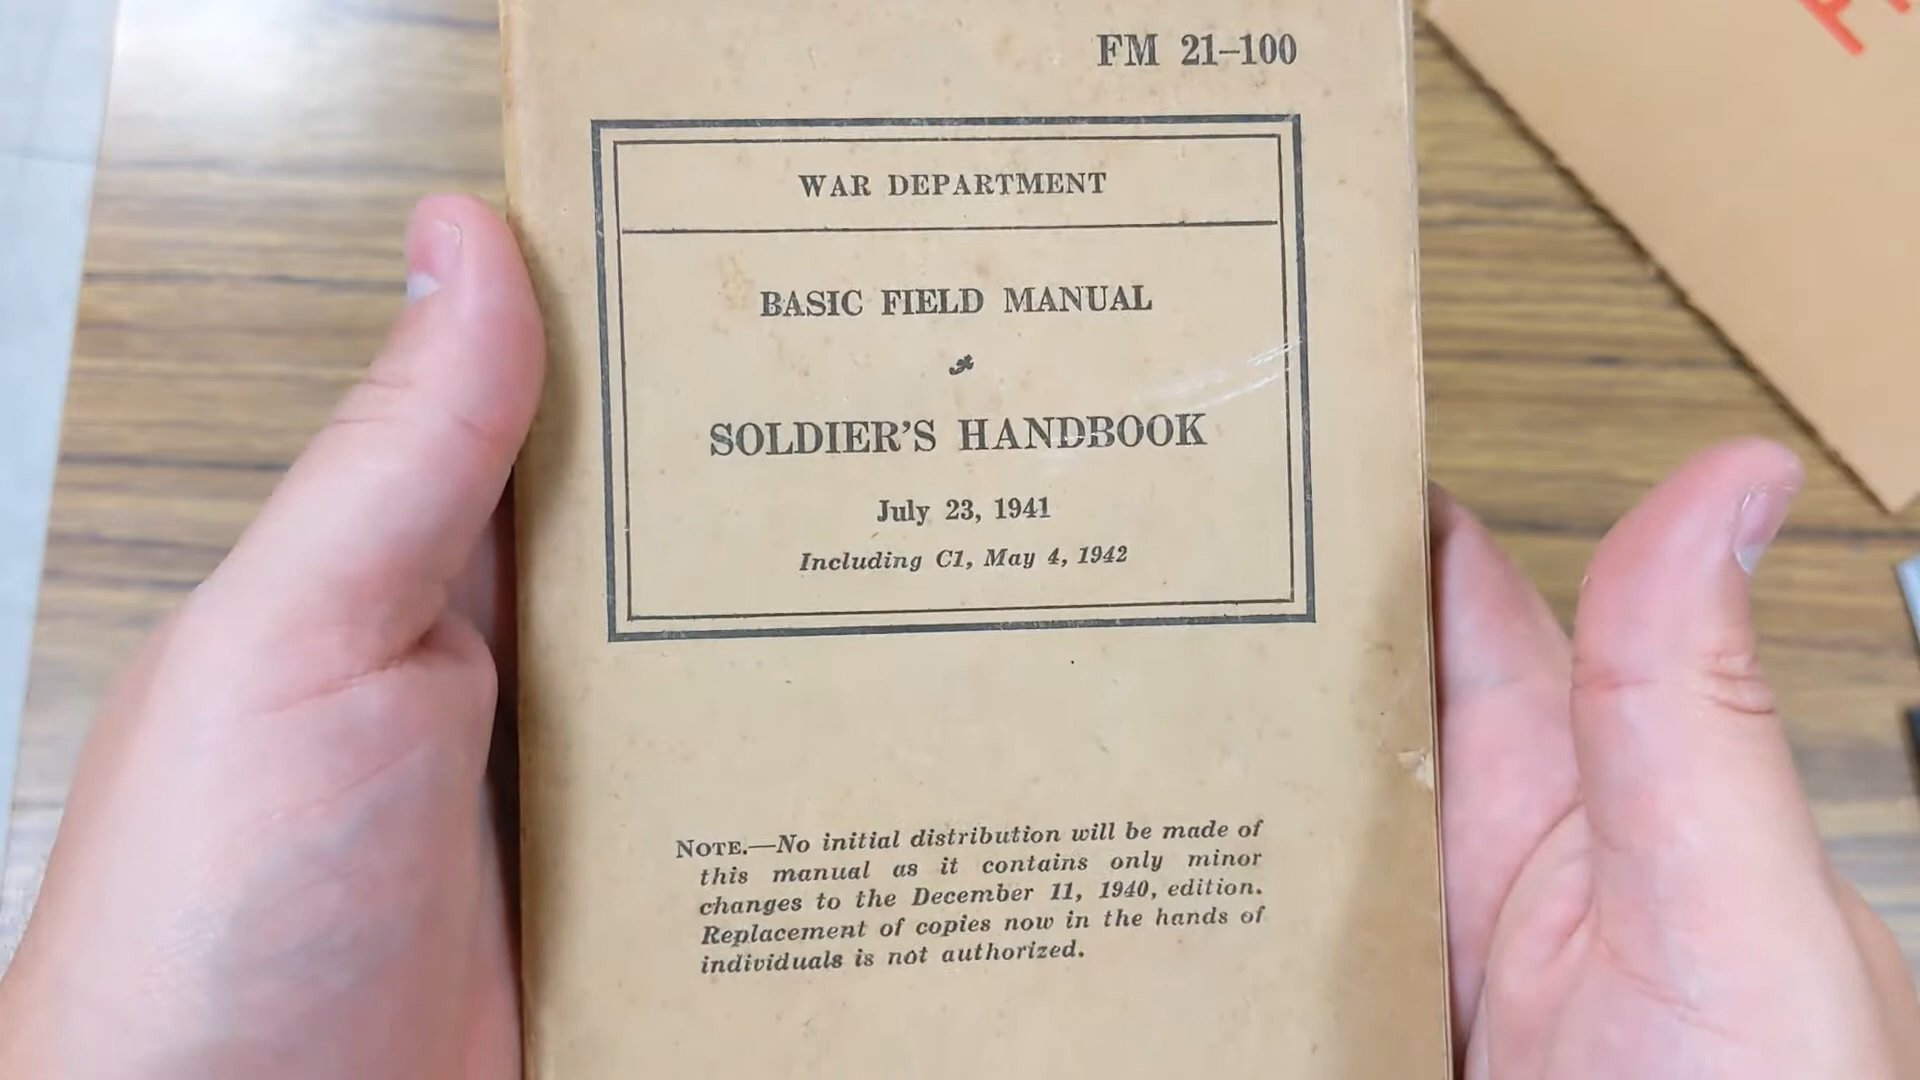 FM 21–100
WAR DEPARTMENT
BASIC FIELD MANUAL
SOLDIER'S HANDBOOK
July 23, 1941
Including C1, May 4, 1942
NOTE.—No initial distribution will be made of
this manual as it contains only minor
changes to the December 11, 1940, edition.
Replacement of copies now in the hands of
individuals is not authorized.